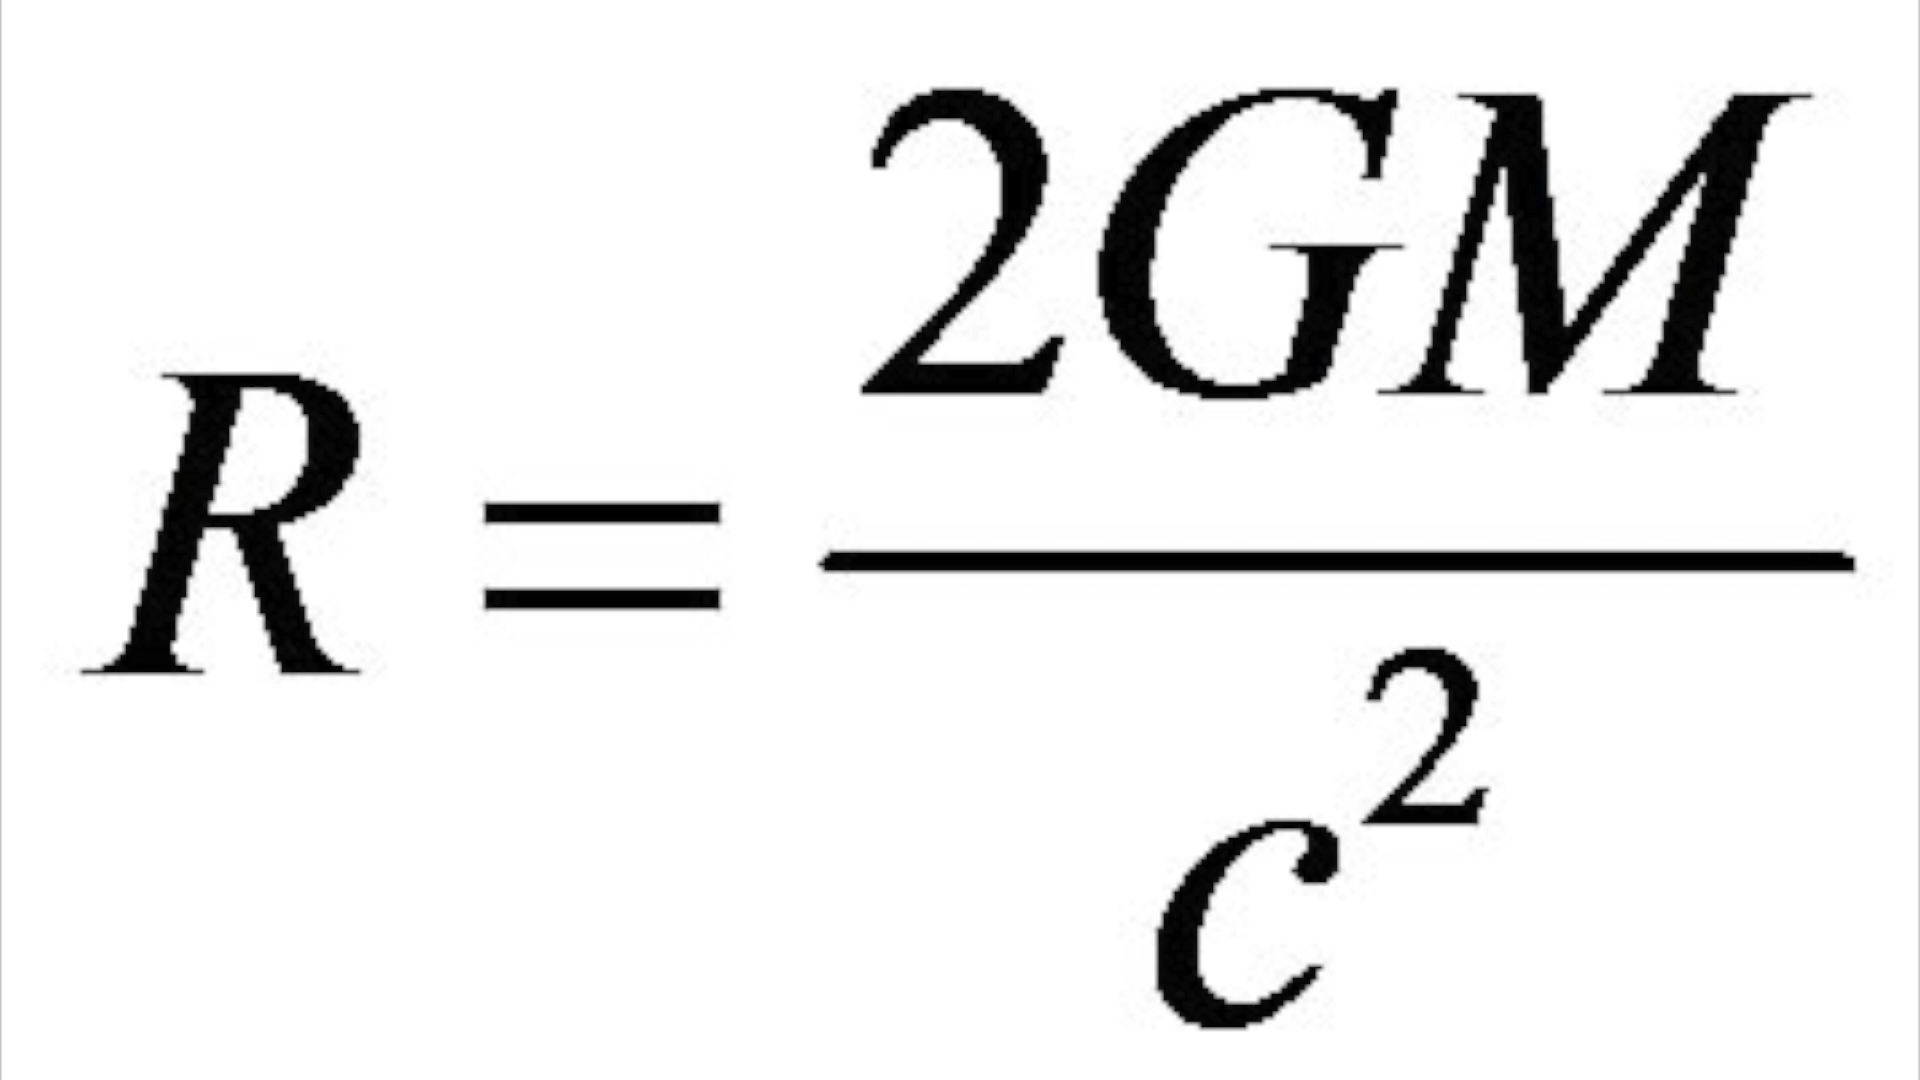 R = 2GM / c²